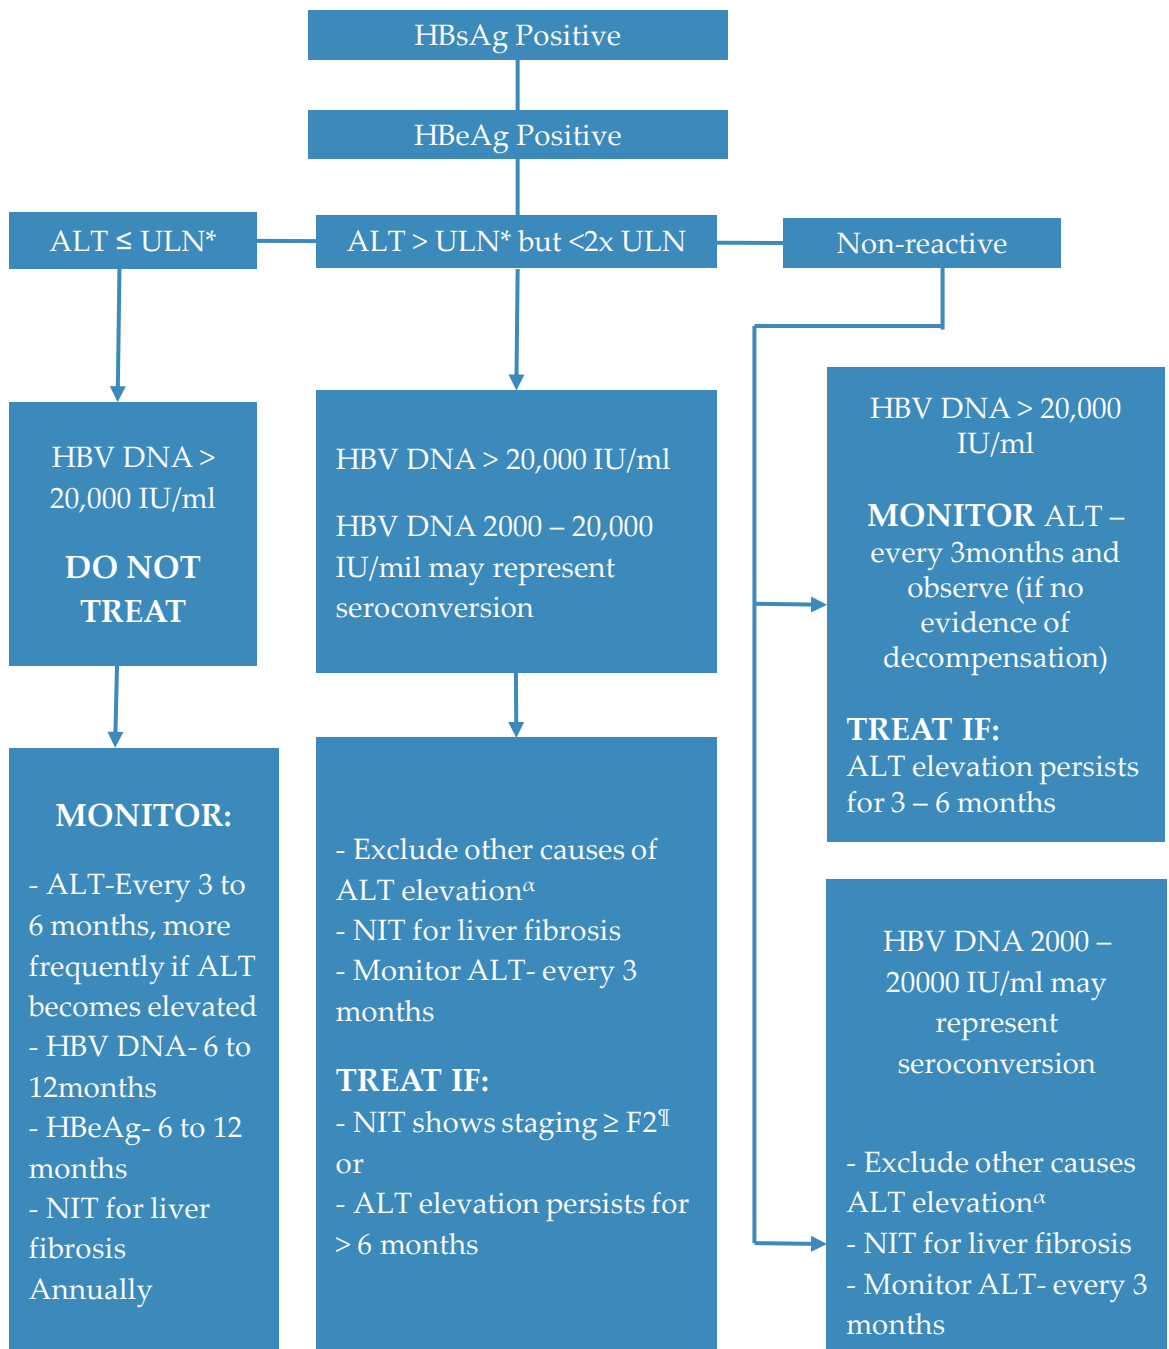 HBsAg Positive
HBeAg Positive
ALT ≤ ULN*
ALT > ULN* but <2x ULN
Non-reactive
HBV DNA >
20,000 IU/ml
DO NOT
TREAT
MONITOR:
- ALT-Every 3 to
6 months, more
frequently if ALT
becomes elevated
- HBV DNA- 6 to
12months
- HBeAg- 6 to 12
months
- NIT for liver
fibrosis
Annually
HBV DNA > 20,000 IU/ml
HBV DNA 2000 – 20,000
IU/mil may represent
seroconversion
- Exclude other causes of
ALT elevationᵅ
- NIT for liver fibrosis
- Monitor ALT- every 3
months
TREAT IF:
- NIT shows staging ≥ F2¶
or
- ALT elevation persists for
> 6 months
HBV DNA > 20,000
IU/ml
MONITOR ALT –
every 3months and
observe (if no
evidence of
decompensation)
TREAT IF:
ALT elevation persists
for 3 – 6 months
HBV DNA 2000 –
20000 IU/ml may
represent
seroconversion
- Exclude other causes
ALT elevationᵅ
- NIT for liver fibrosis
- Monitor ALT- every 3
months